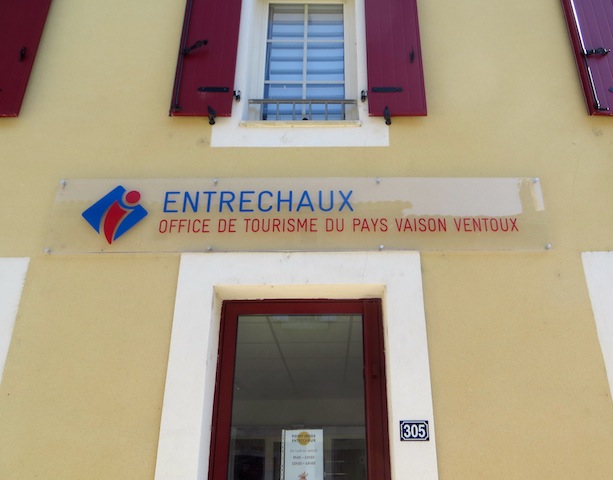 ENTRECHAUX
OFFICE DE TOURISME DU PAYS VAISON VENTOUX
305